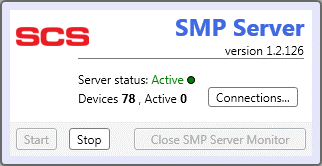 SCS
SMP Server
version 1.2.126
Server status: Active
Devices 78 , Active 0
Connections...
Start
Stop
Close SMP Server Monitor